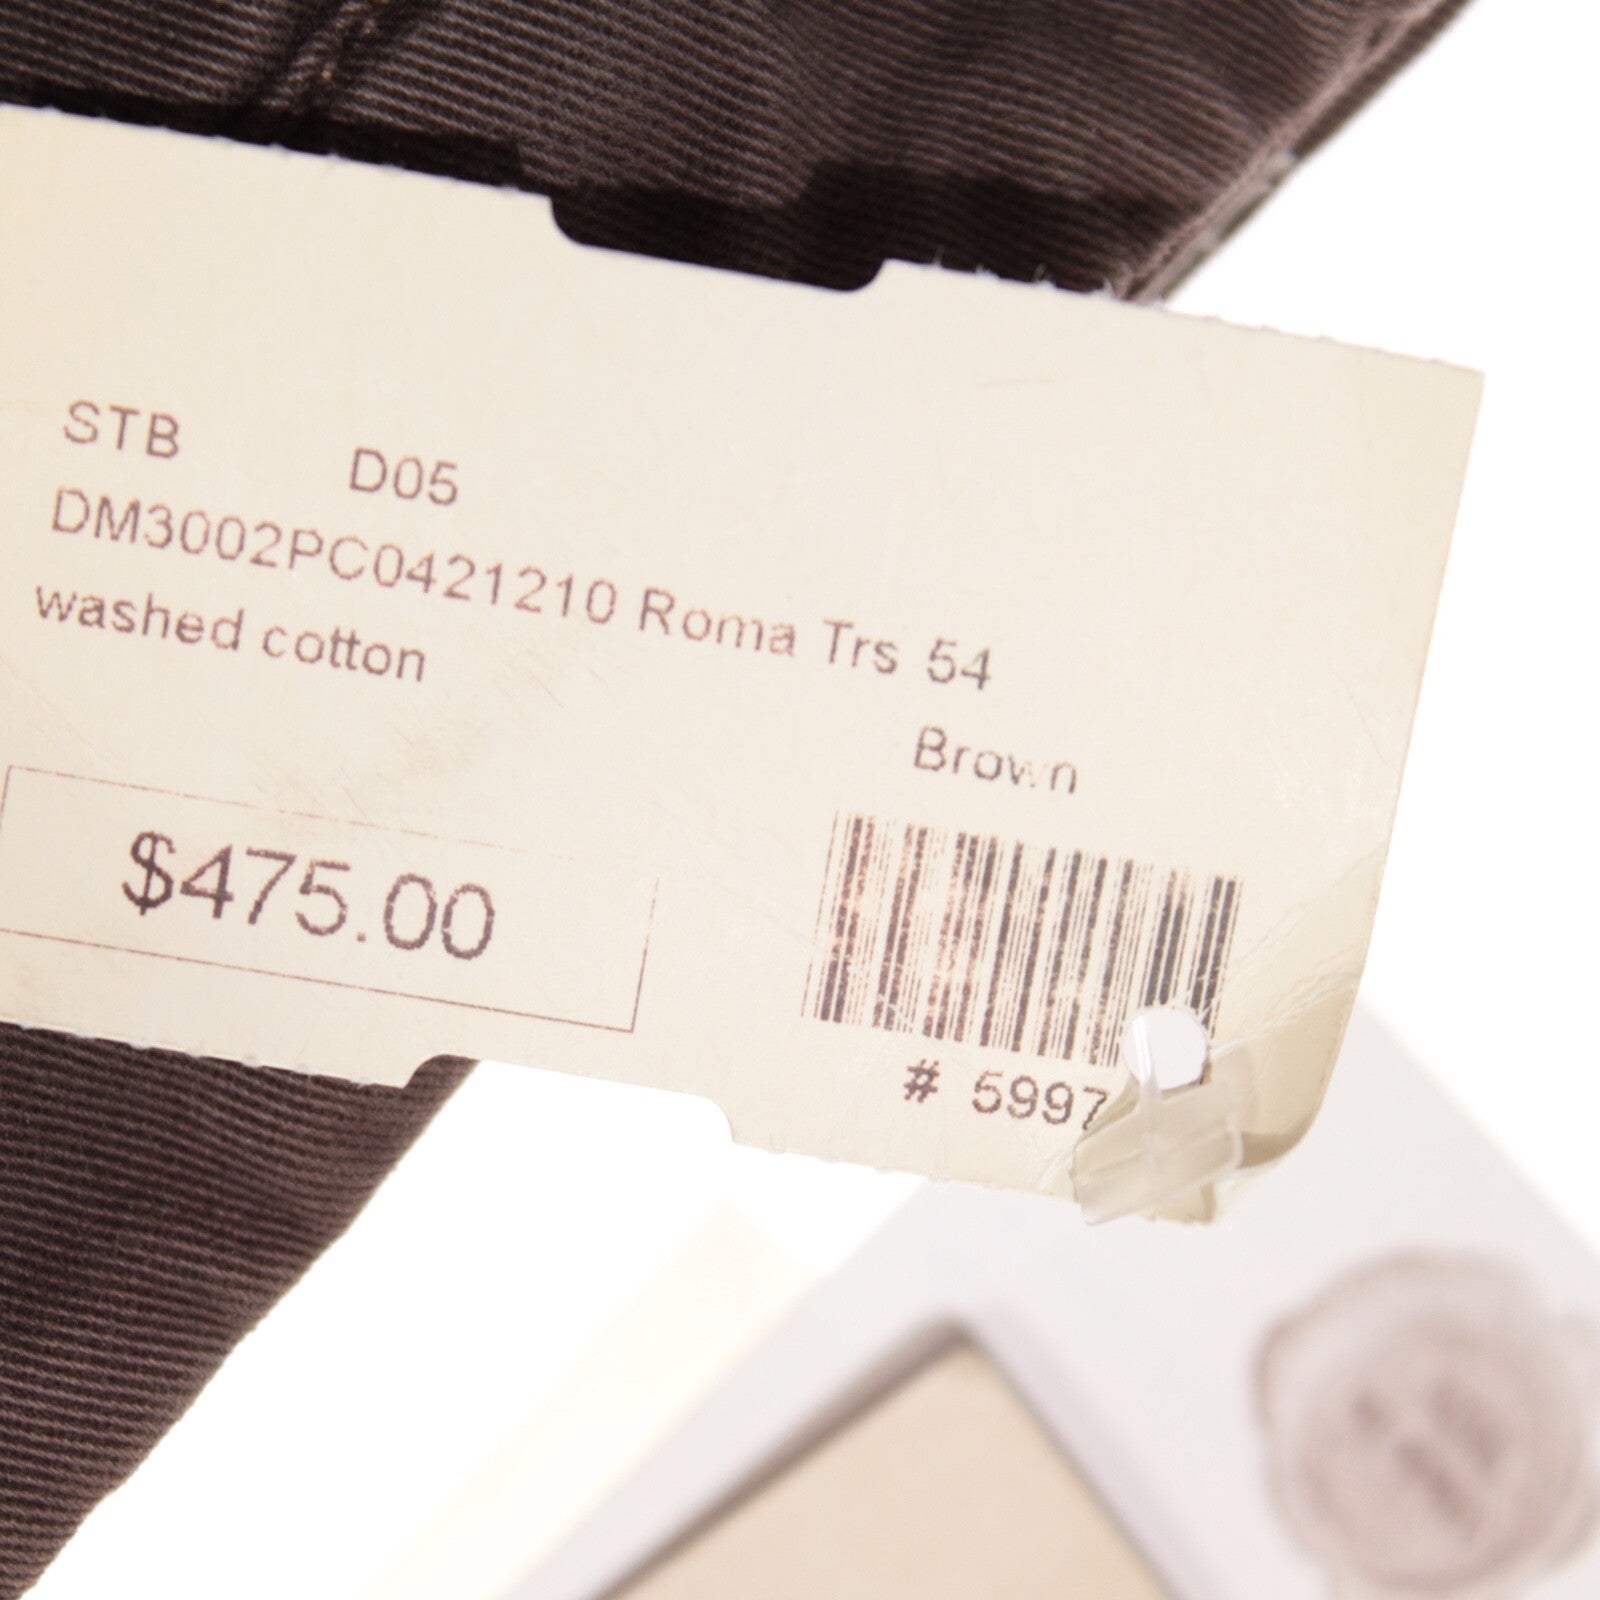 STB D05
DM3002PC0421210 Roma Trs 54
washed cotton
Brown
$475.00
# 5997